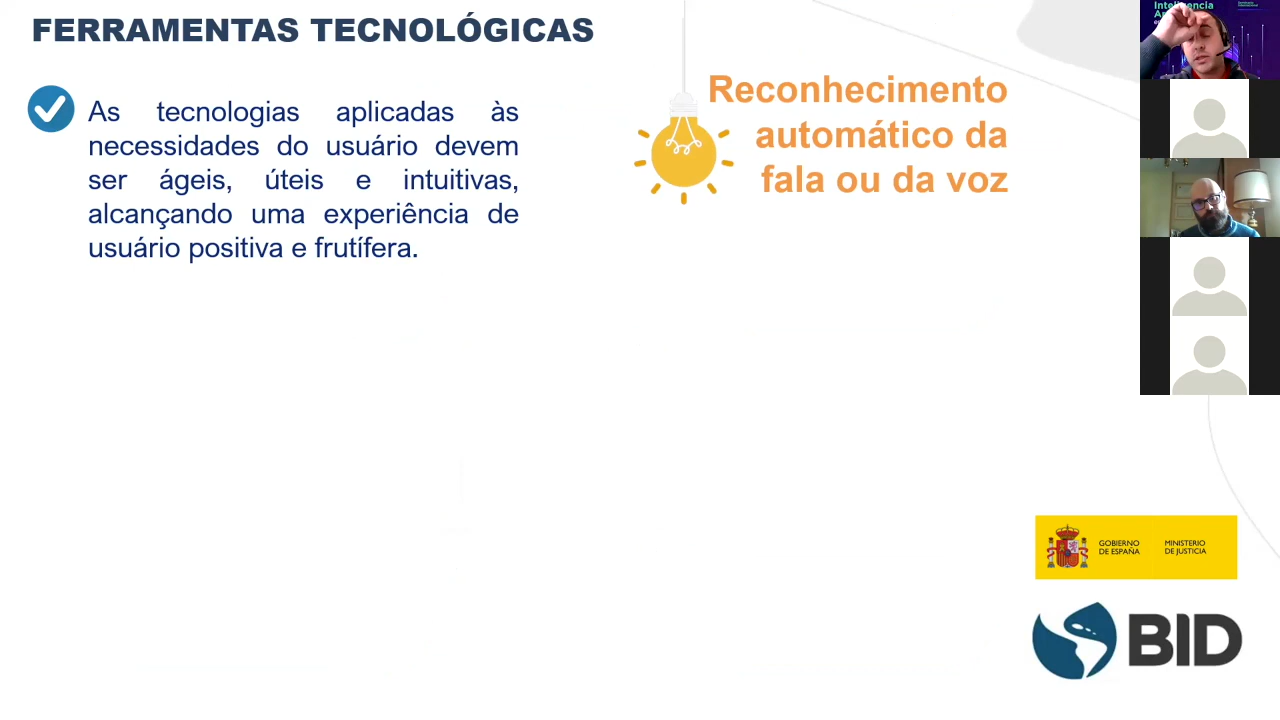 FERRAMENTAS TECNOLÓGICAS
As tecnologias aplicadas às
necessidades do usuário devem
ser ágeis, úteis e intuitivas,
alcançando uma experiência de
usuário positiva e frutífera.
Reconhecimento
automático da
fala ou da voz
GOBIERNO
DE ESPAÑA
MINISTERIO
DE JUSTICIA
BID